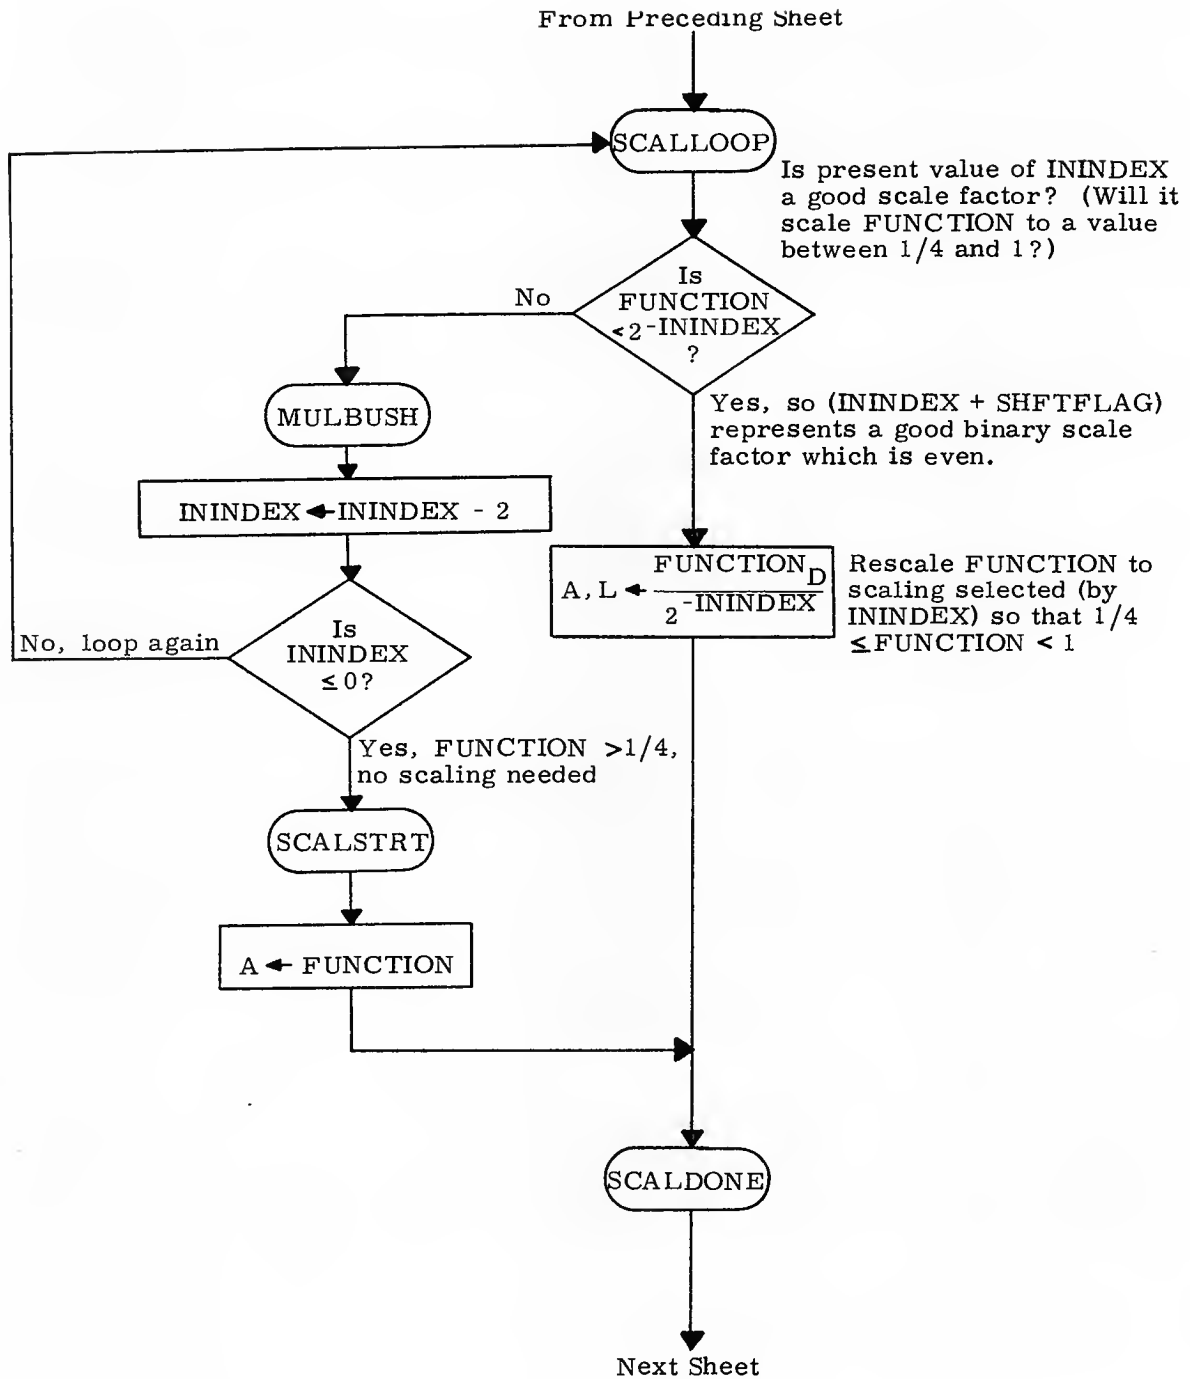 From Preceding Sheet
SCALLOOP
Is present value of ININDEX
a good scale factor? (Will it
scale FUNCTION to a value
between 1/4 and 1?)
Is
FUNCTION
<2^-ININDEX
?
No
MULBUSH
ININDEX ← ININDEX - 2
Yes, so (ININDEX + SHFTFLAG)
represents a good binary scale
factor which is even.
A, L ← FUNCTION_D
2^-ININDEX
Rescale FUNCTION to
scaling selected (by
ININDEX) so that 1/4
≤FUNCTION < 1
Is
ININDEX
≤ 0?
No, loop again
Yes, FUNCTION >1/4,
no scaling needed
SCALSTRT
A ← FUNCTION
SCALDONE
Next Sheet